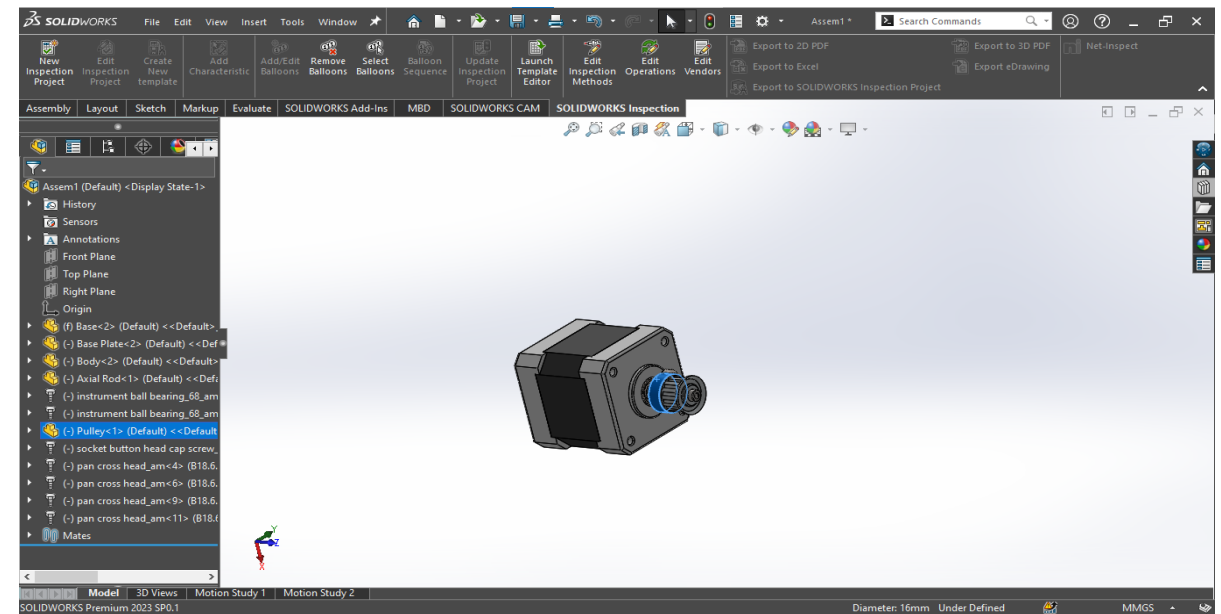 SOLIDWORKS File Edit View Insert Tools Window Assem1 * Search Commands
New Inspection Project
Edit Inspection Project
Create New template
Add Characteristic
Add/Edit Balloons
Remove Balloons
Select Balloons
Balloon Sequence
Update Inspection Project
Launch Template Editor
Edit Inspection Methods
Edit Operations
Edit Vendors
Export to 2D PDF
Export to Excel
Export to SOLIDWORKS Inspection Project
Export to 3D PDF
Export eDrawing
Net-Inspect
Assembly Layout Sketch Markup Evaluate SOLIDWORKS Add-Ins MBD SOLIDWORKS CAM SOLIDWORKS Inspection
Assem1 (Default) <Display State-1>
History
Sensors
A Annotations
Front Plane
Top Plane
Right Plane
Origin
(f) Base<2> (Default) <<Default>
(-) Base Plate<2> (Default) <<Def
(-) Body<2> (Default) <<Default>
(-) Axial Rod<1> (Default) <<Defa
(-) instrument ball bearing_68_am
(-) instrument ball bearing_68_am
(-) Pulley<1> (Default) <<Default
(-) socket button head cap screw_
(-) pan cross head_am<4> (B18.6.
(-) pan cross head_am<6> (B18.6.
(-) pan cross head_am<9> (B18.6.
(-) pan cross head_am<11> (B18.6
Mates
Y
Z
X
Model 3D Views Motion Study 1 Motion Study 2
SOLIDWORKS Premium 2023 SP0.1 Diameter: 16mm Under Defined MMGS